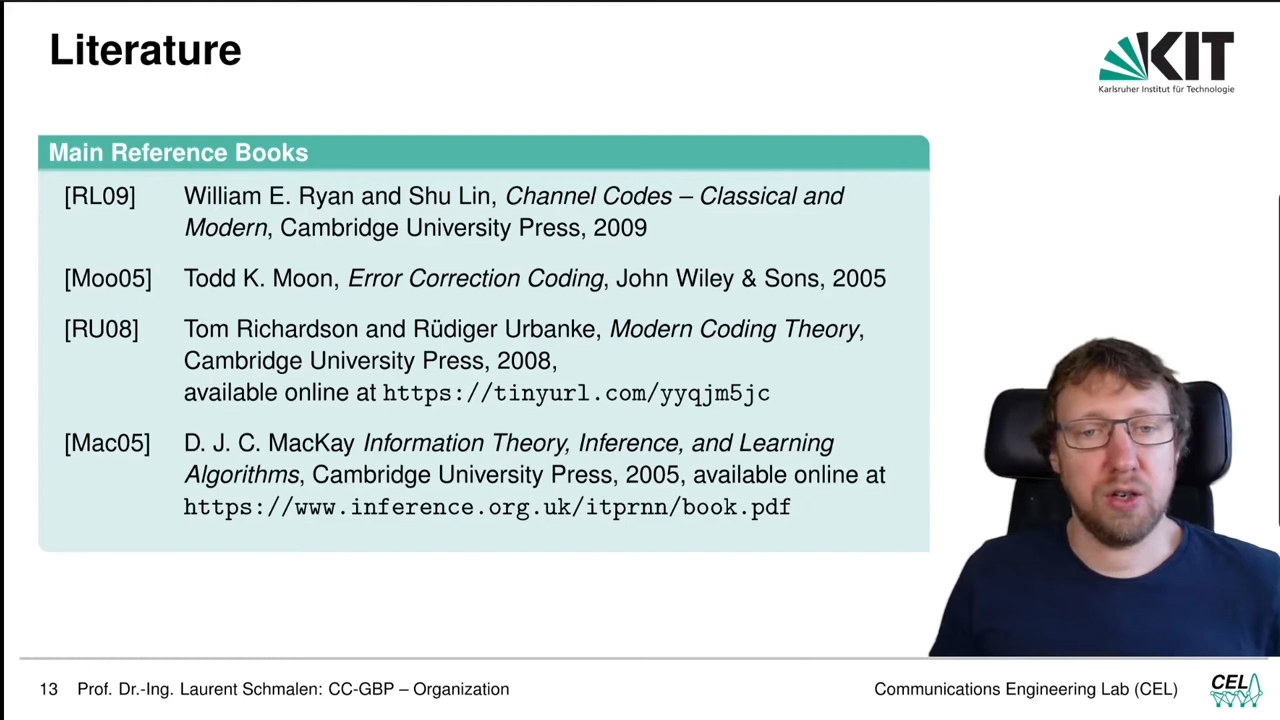 Literature
KIT
Karlsruher Institut für Technologie
Main Reference Books
[RL09] William E. Ryan and Shu Lin, Channel Codes – Classical and
Modern, Cambridge University Press, 2009
[Moo05] Todd K. Moon, Error Correction Coding, John Wiley & Sons, 2005
[RU08] Tom Richardson and Rüdiger Urbanke, Modern Coding Theory,
Cambridge University Press, 2008,
available online at https://tinyurl.com/yyqjm5jc
[Mac05] D. J. C. MacKay Information Theory, Inference, and Learning
Algorithms, Cambridge University Press, 2005, available online at
https://www.inference.org.uk/itprnn/book.pdf
13 Prof. Dr.-Ing. Laurent Schmalen: CC-GBP – Organization
Communications Engineering Lab (CEL)
CEL